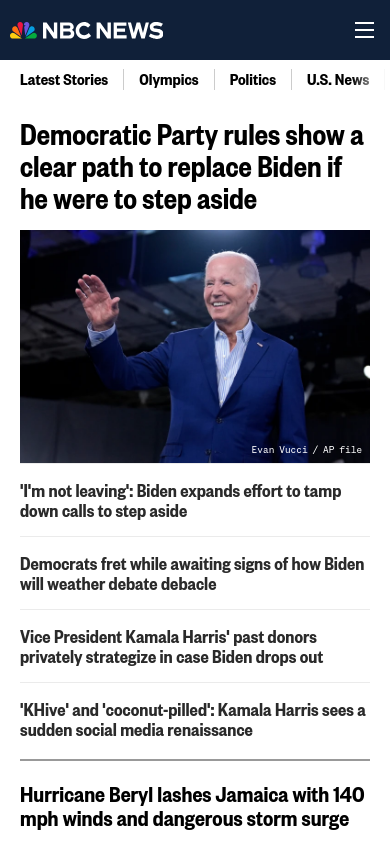 NBC NEWS
Latest Stories
Olympics
Politics
U.S. News
Democratic Party rules show a
clear path to replace Biden if
he were to step aside
Evan Vucci / AP file
'I'm not leaving': Biden expands effort to tamp
down calls to step aside
Democrats fret while awaiting signs of how Biden
will weather debate debacle
Vice President Kamala Harris' past donors
privately strategize in case Biden drops out
'KHive' and 'coconut-pilled': Kamala Harris sees a
sudden social media renaissance
Hurricane Beryl lashes Jamaica with 140
mph winds and dangerous storm surge